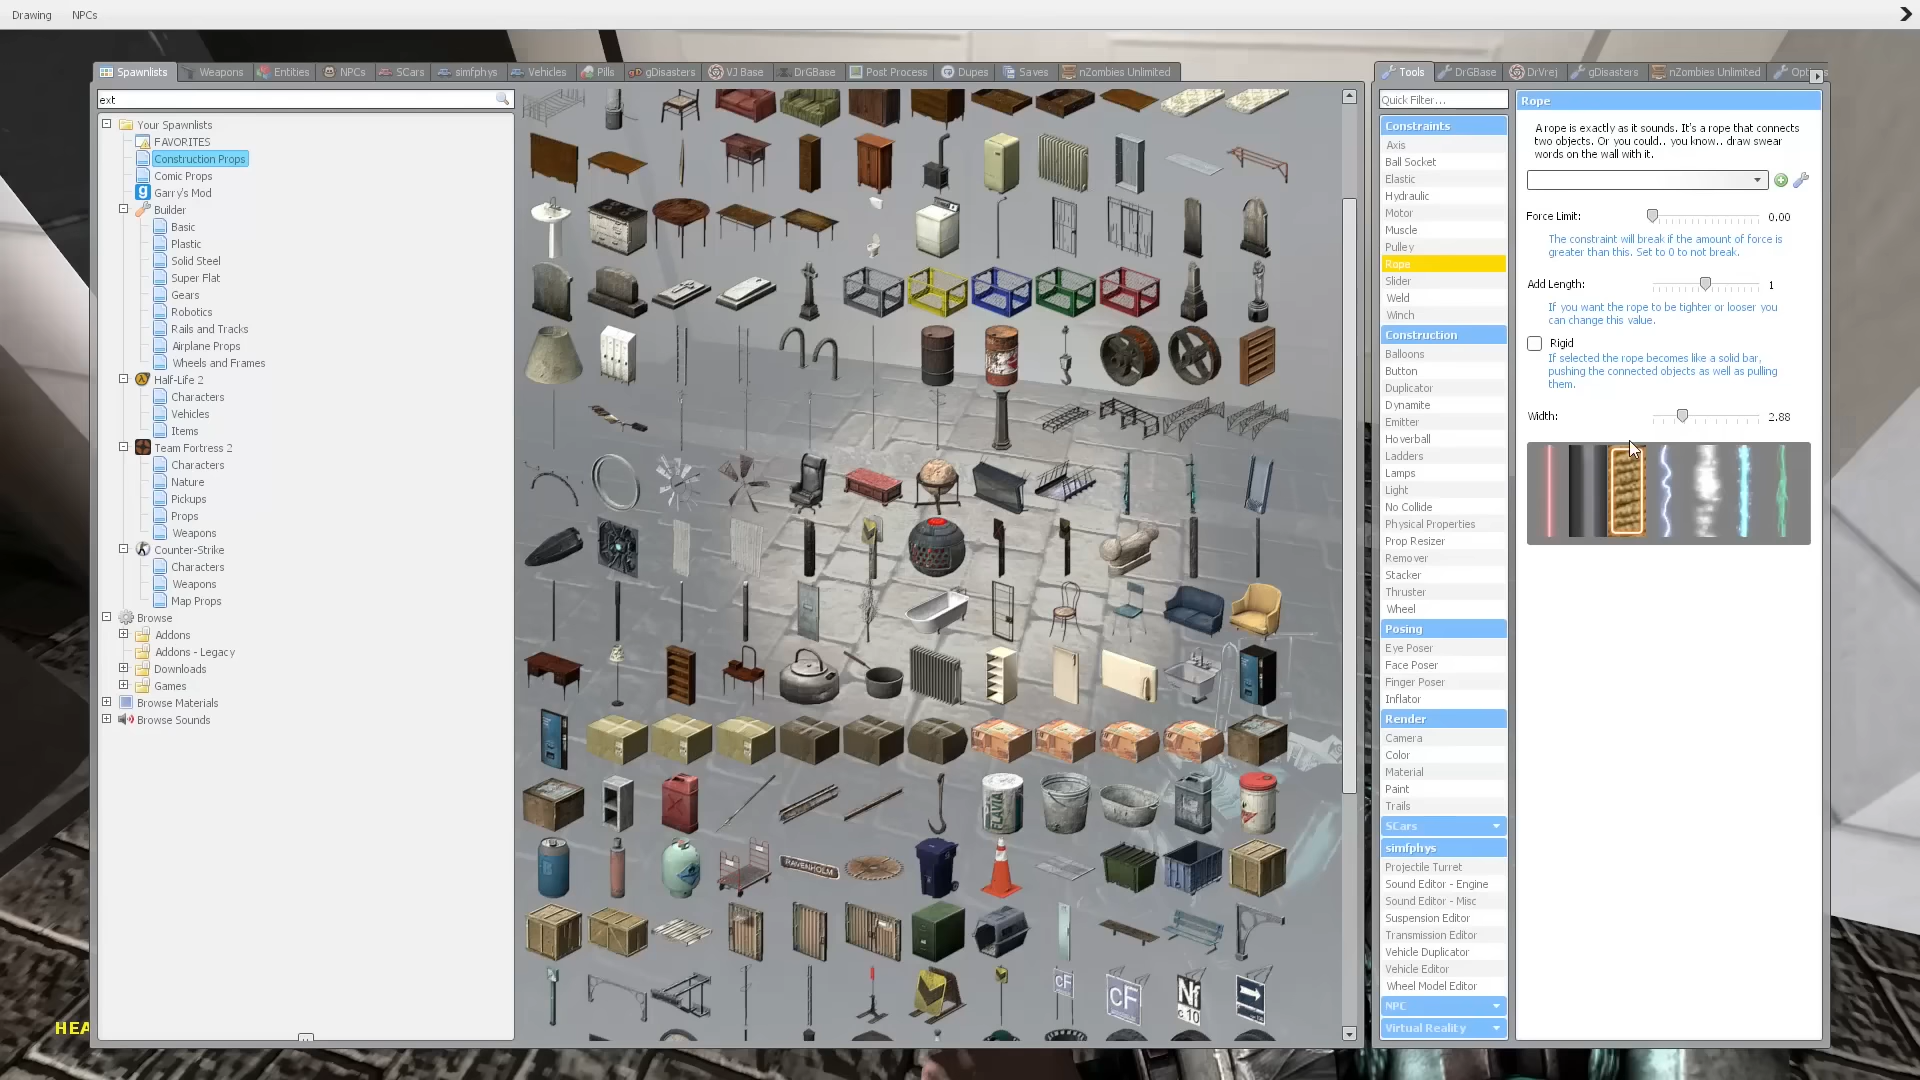 Drawing NPCs
Spawnlists Weapons Entities NPCs SCars simfphys Vehicles Pills gDisasters VJ Base DrGBase Post Process Dupes Saves nZombies Unlimited
Tools DrGBase DrVrej gDisasters nZombies Unlimited
ext
Your Spawnlists
FAVORITES
Construction Props
Comic Props
Garry's Mod
Builder
Basic
Plastic
Solid Steel
Super Flat
Gears
Robotics
Rails and Tracks
Airplane Props
Wheels and Frames
Half-Life 2
Characters
Vehicles
Items
Team Fortress 2
Characters
Nature
Pickups
Props
Weapons
Counter-Strike
Characters
Weapons
Map Props
Browse
Addons
Addons - Legacy
Downloads
Games
Browse Materials
Browse Sounds
RAVENHOLM
cF
cF
Nf
c 10
Quick Filter...
Constraints
Axis
Ball Socket
Elastic
Hydraulic
Motor
Muscle
Pulley
Rope
Slider
Weld
Winch
Construction
Balloons
Button
Duplicator
Dynamite
Emitter
Hoverball
Ladders
Lamps
Light
No Collide
Physical Properties
Prop Resizer
Remover
Stacker
Thruster
Wheel
Posing
Eye Poser
Face Poser
Finger Poser
Inflator
Render
Camera
Color
Material
Paint
Trails
SCars
simfphys
Projectile Turret
Sound Editor - Engine
Sound Editor - Misc
Suspension Editor
Transmission Editor
Vehicle Duplicator
Vehicle Editor
Wheel Model Editor
NPC
Virtual Reality
Rope
A rope is exactly as it sounds. It's a rope that connects
two objects. Or you could.. you know.. draw swear
words on the wall with it.
Force Limit: 0.00
The constraint will break if the amount of force is
greater than this. Set to 0 to not break.
Add Length: 1
If you want the rope to be tighter or looser you
can change this value.
Rigid
If selected the rope becomes like a solid bar,
pushing the connected objects as well as pulling
them.
Width: 2.88
HEA